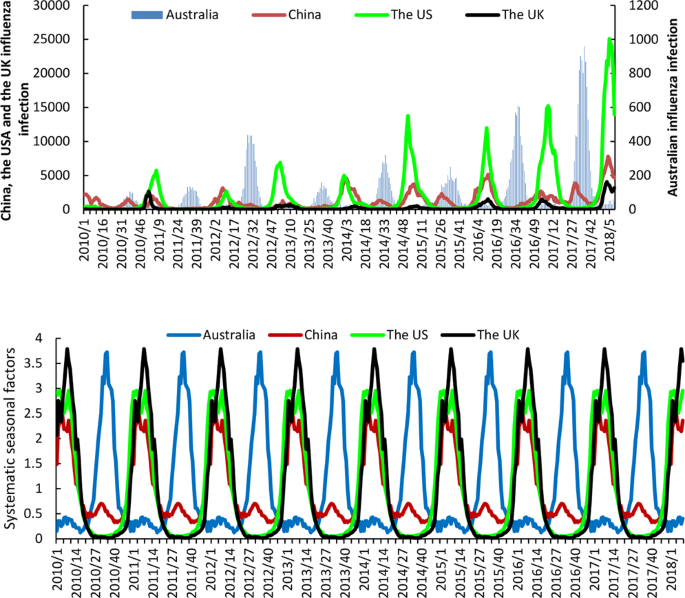 Australia China The US The UK
China, the USA and the UK influenza
infection
30000
25000
20000
15000
10000
5000
0
1200
1000
800
600
400
200
0
Australian influenza infection
2010/1 2010/16 2010/31 2010/46 2011/9 2011/24 2011/39 2012/2 2012/17 2012/32 2012/47 2013/10 2013/25 2013/40 2014/3 2014/18 2014/33 2014/48 2015/11 2015/26 2015/41 2016/4 2016/19 2016/34 2016/49 2017/12 2017/27 2017/42 2018/5
Australia China The US The UK
Systematic seasonal factors
4
3.5
3
2.5
2
1.5
1
0.5
0
2010/1 2010/14 2010/27 2010/40 2011/1 2011/14 2011/27 2011/40 2012/1 2012/14 2012/27 2012/40 2013/1 2013/14 2013/27 2013/40 2014/1 2014/14 2014/27 2014/40 2015/1 2015/14 2015/27 2015/40 2016/1 2016/14 2016/27 2016/40 2017/1 2017/14 2017/27 2017/40 2018/1